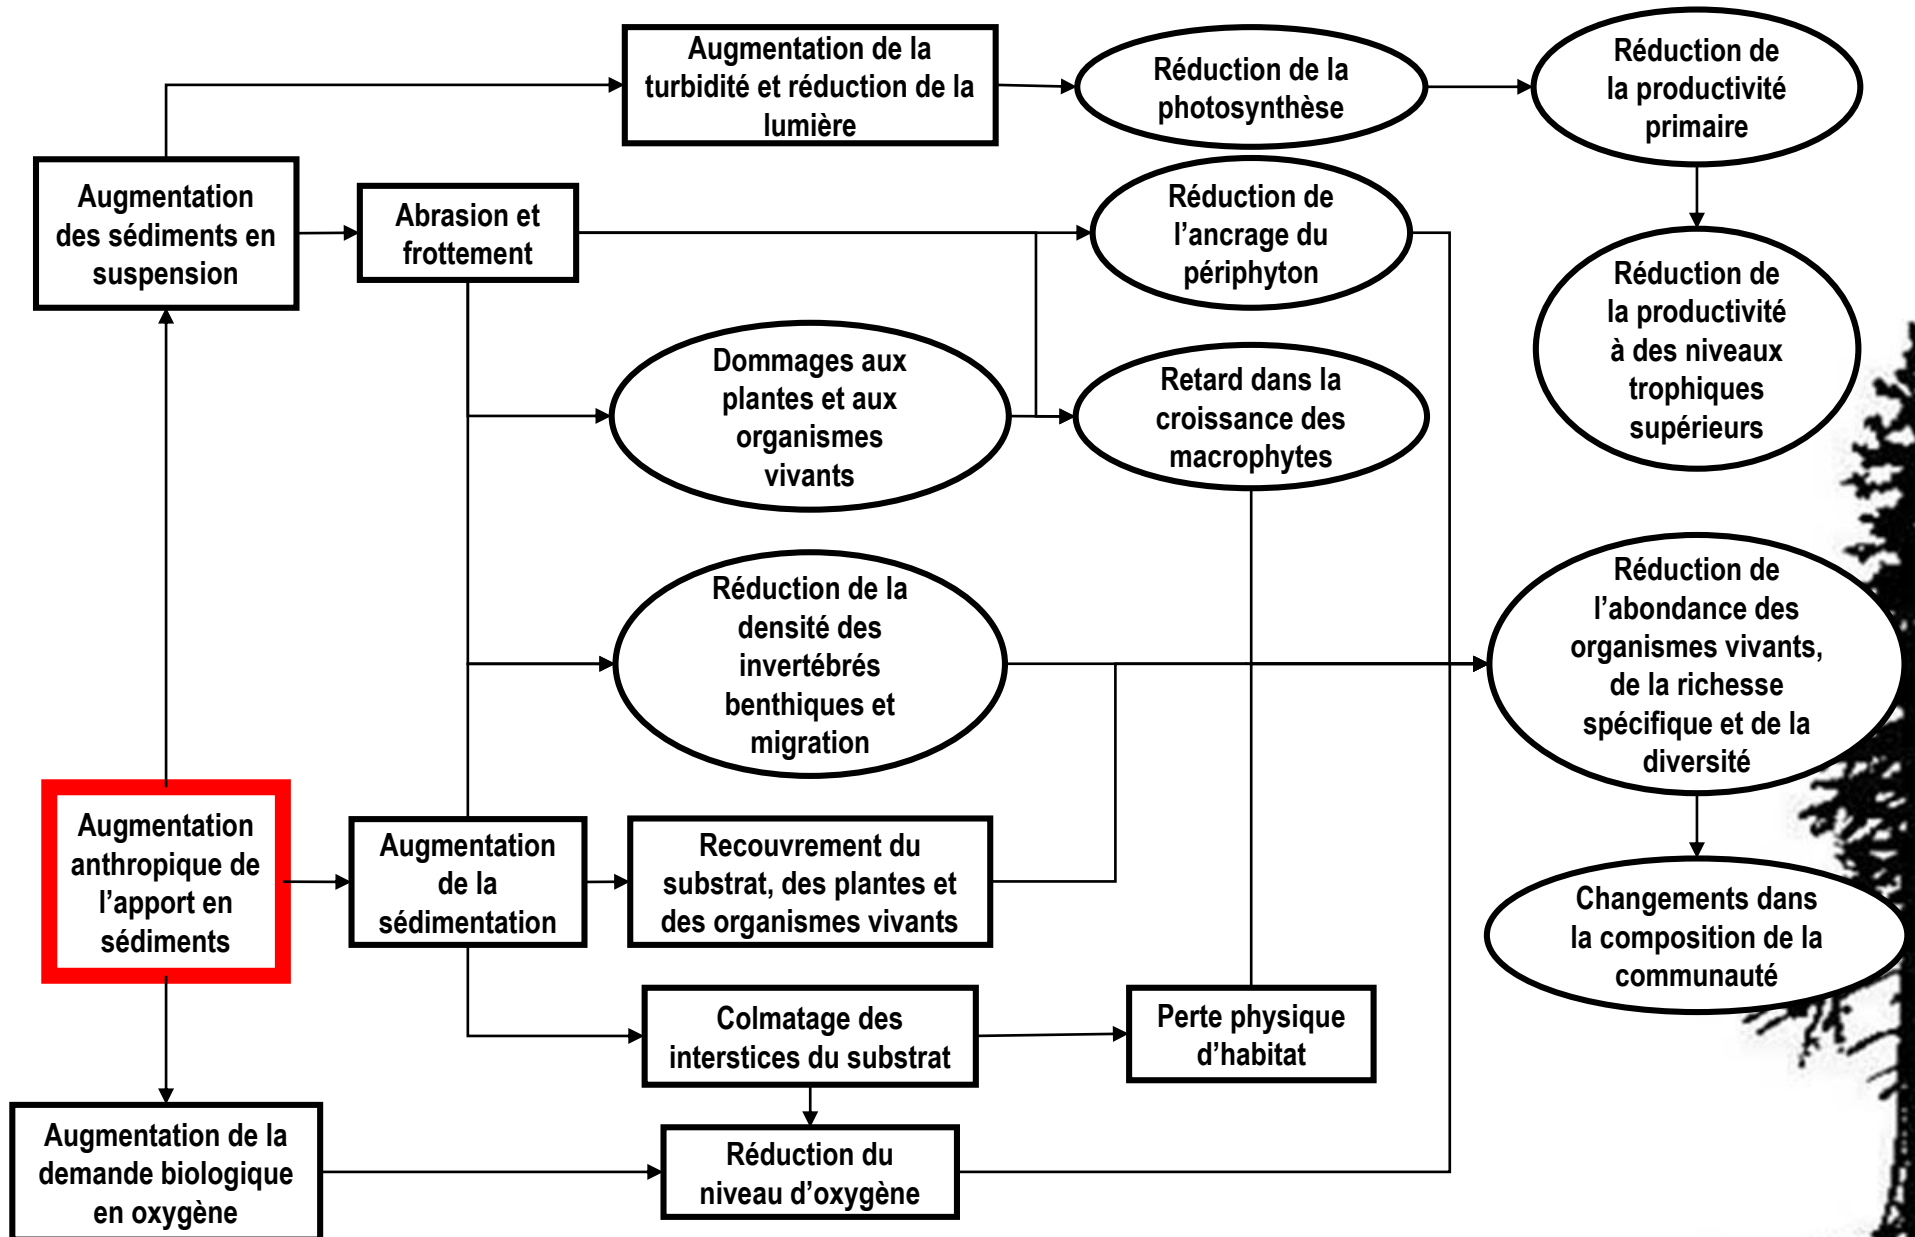 Augmentation de la
turbidité et réduction de la
lumière
Réduction de la
photosynthèse
Réduction de
la productivité
primaire
Augmentation
des sédiments en
suspension
Abrasion et
frottement
Réduction de
l’ancrage du
périphyton
Réduction de
la productivité
à des niveaux
trophiques
supérieurs
Dommages aux
plantes et aux
organismes
vivants
Retard dans la
croissance des
macrophytes
Réduction de la
densité des
invertébrés
benthiques et
migration
Réduction de
l’abondance des
organismes vivants,
de la richesse
spécifique et de la
diversité
Augmentation
anthropique de
l’apport en
sédiments
Augmentation
de la
sédimentation
Recouvrement du
substrat, des plantes et
des organismes vivants
Changements dans
la composition de la
communauté
Colmatage des
interstices du substrat
Perte physique
d’habitat
Augmentation de la
demande biologique
en oxygène
Réduction du
niveau d’oxygène